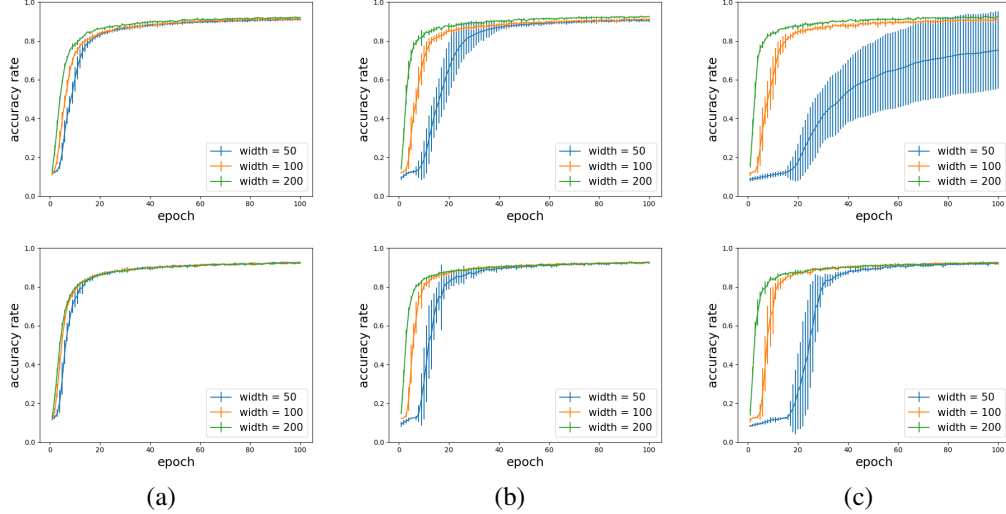 1.0
0.8
0.6
0.4
0.2
0.0
0 20 40 60 80 100
accuracy rate
epoch
width = 50
width = 100
width = 200
1.0
0.8
0.6
0.4
0.2
0.0
0 20 40 60 80 100
accuracy rate
epoch
width = 50
width = 100
width = 200
1.0
0.8
0.6
0.4
0.2
0.0
0 20 40 60 80 100
accuracy rate
epoch
width = 50
width = 100
width = 200
1.0
0.8
0.6
0.4
0.2
0.0
0 20 40 60 80 100
accuracy rate
epoch
width = 50
width = 100
width = 200
1.0
0.8
0.6
0.4
0.2
0.0
0 20 40 60 80 100
accuracy rate
epoch
width = 50
width = 100
width = 200
1.0
0.8
0.6
0.4
0.2
0.0
0 20 40 60 80 100
accuracy rate
epoch
width = 50
width = 100
width = 200
(a) (b) (c)